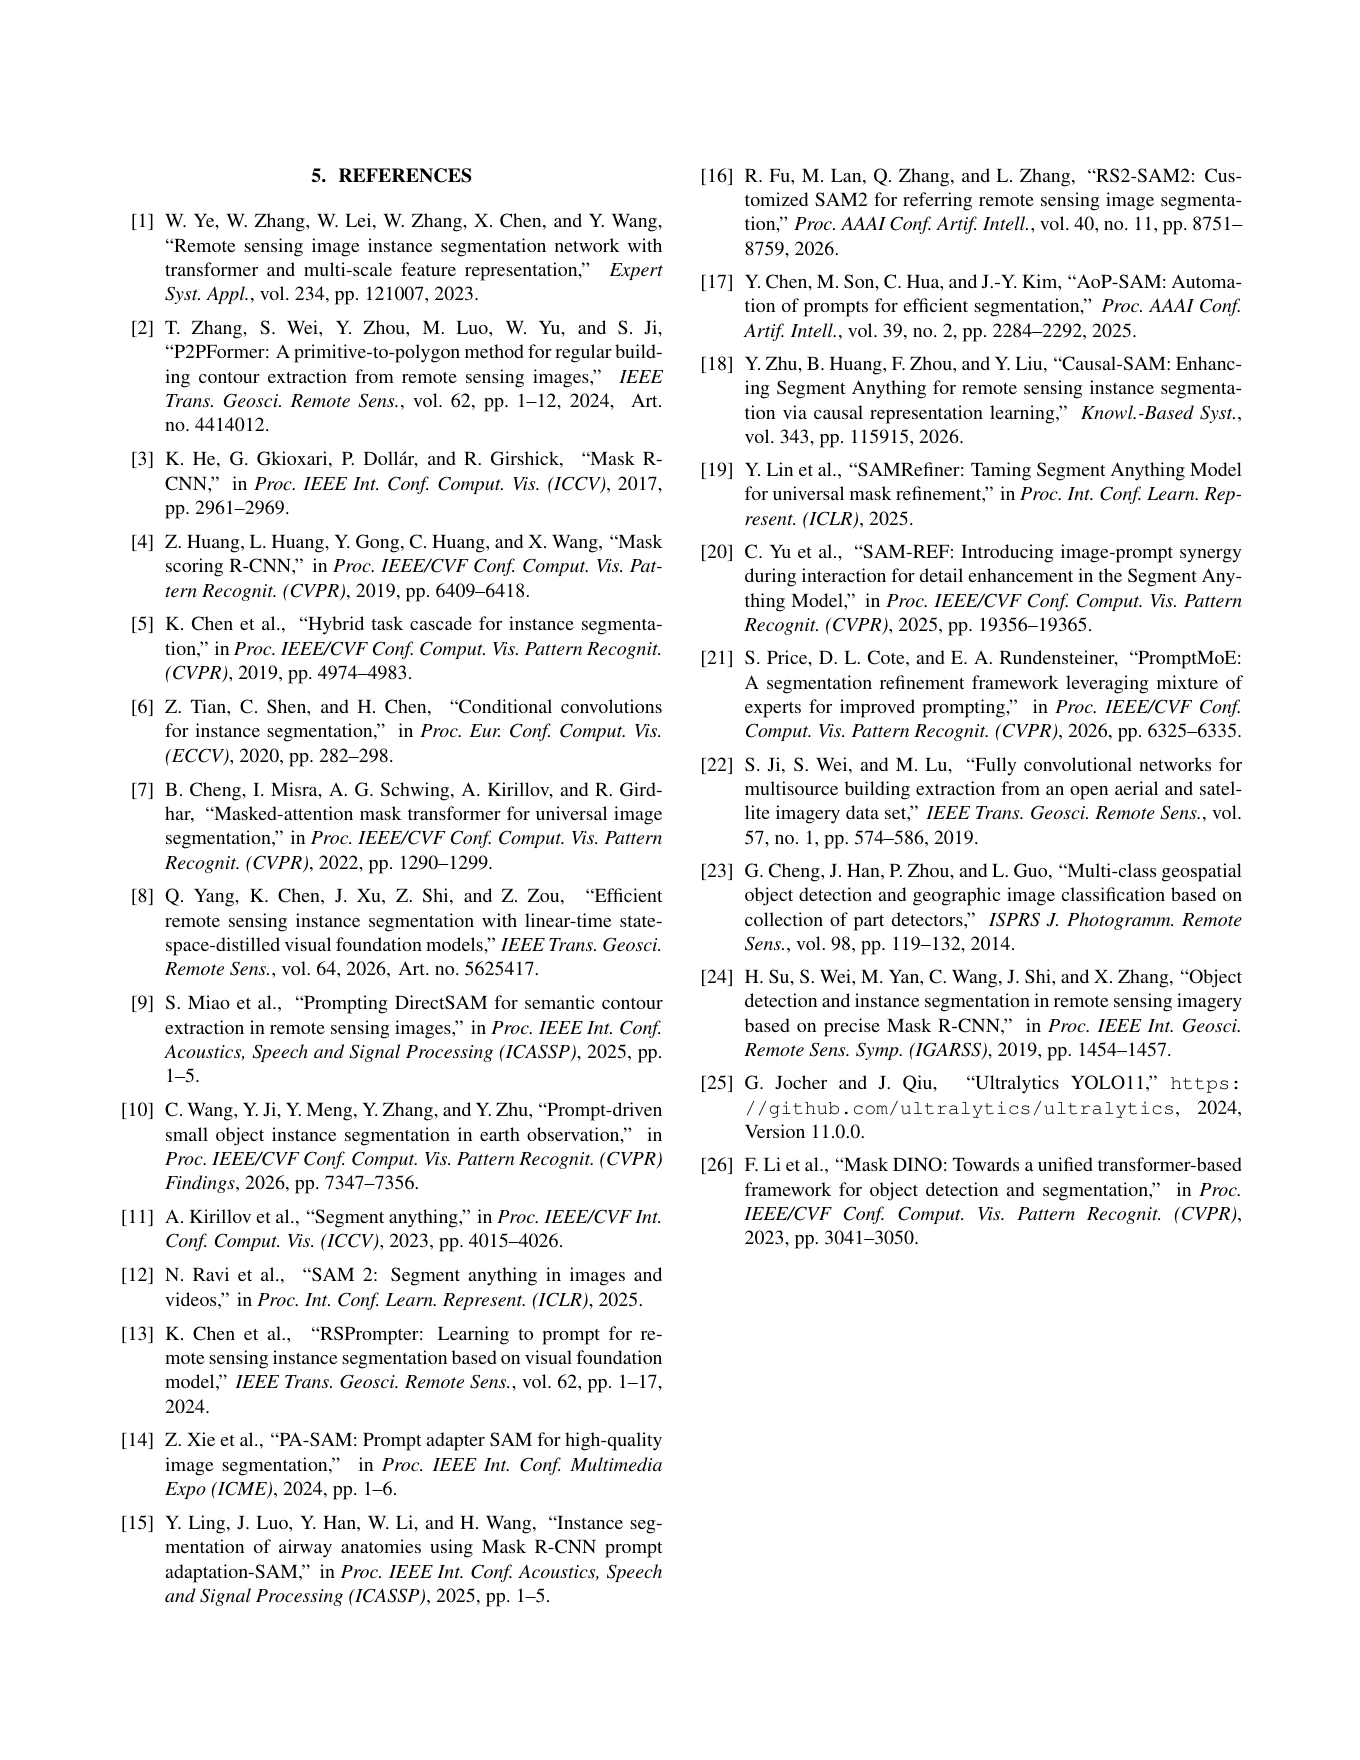 5. REFERENCES
[1] W. Ye, W. Zhang, W. Lei, W. Zhang, X. Chen, and Y. Wang,
“Remote sensing image instance segmentation network with
transformer and multi-scale feature representation,” Expert
Syst. Appl., vol. 234, pp. 121007, 2023.
[2] T. Zhang, S. Wei, Y. Zhou, M. Luo, W. Yu, and S. Ji,
“P2PFormer: A primitive-to-polygon method for regular build-
ing contour extraction from remote sensing images,” IEEE
Trans. Geosci. Remote Sens., vol. 62, pp. 1–12, 2024, Art.
no. 4414012.
[3] K. He, G. Gkioxari, P. Dollár, and R. Girshick, “Mask R-
CNN,” in Proc. IEEE Int. Conf. Comput. Vis. (ICCV), 2017,
pp. 2961–2969.
[4] Z. Huang, L. Huang, Y. Gong, C. Huang, and X. Wang, “Mask
scoring R-CNN,” in Proc. IEEE/CVF Conf. Comput. Vis. Pat-
tern Recognit. (CVPR), 2019, pp. 6409–6418.
[5] K. Chen et al., “Hybrid task cascade for instance segmenta-
tion,” in Proc. IEEE/CVF Conf. Comput. Vis. Pattern Recognit.
(CVPR), 2019, pp. 4974–4983.
[6] Z. Tian, C. Shen, and H. Chen, “Conditional convolutions
for instance segmentation,” in Proc. Eur. Conf. Comput. Vis.
(ECCV), 2020, pp. 282–298.
[7] B. Cheng, I. Misra, A. G. Schwing, A. Kirillov, and R. Gird-
har, “Masked-attention mask transformer for universal image
segmentation,” in Proc. IEEE/CVF Conf. Comput. Vis. Pattern
Recognit. (CVPR), 2022, pp. 1290–1299.
[8] Q. Yang, K. Chen, J. Xu, Z. Shi, and Z. Zou, “Efficient
remote sensing instance segmentation with linear-time state-
space-distilled visual foundation models,” IEEE Trans. Geosci.
Remote Sens., vol. 64, 2026, Art. no. 5625417.
[9] S. Miao et al., “Prompting DirectSAM for semantic contour
extraction in remote sensing images,” in Proc. IEEE Int. Conf.
Acoustics, Speech and Signal Processing (ICASSP), 2025, pp.
1–5.
[10] C. Wang, Y. Ji, Y. Meng, Y. Zhang, and Y. Zhu, “Prompt-driven
small object instance segmentation in earth observation,” in
Proc. IEEE/CVF Conf. Comput. Vis. Pattern Recognit. (CVPR)
Findings, 2026, pp. 7347–7356.
[11] A. Kirillov et al., “Segment anything,” in Proc. IEEE/CVF Int.
Conf. Comput. Vis. (ICCV), 2023, pp. 4015–4026.
[12] N. Ravi et al., “SAM 2: Segment anything in images and
videos,” in Proc. Int. Conf. Learn. Represent. (ICLR), 2025.
[13] K. Chen et al., “RSPrompter: Learning to prompt for re-
mote sensing instance segmentation based on visual foundation
model,” IEEE Trans. Geosci. Remote Sens., vol. 62, pp. 1–17,
2024.
[14] Z. Xie et al., “PA-SAM: Prompt adapter SAM for high-quality
image segmentation,” in Proc. IEEE Int. Conf. Multimedia
Expo (ICME), 2024, pp. 1–6.
[15] Y. Ling, J. Luo, Y. Han, W. Li, and H. Wang, “Instance seg-
mentation of airway anatomies using Mask R-CNN prompt
adaptation-SAM,” in Proc. IEEE Int. Conf. Acoustics, Speech
and Signal Processing (ICASSP), 2025, pp. 1–5.
[16] R. Fu, M. Lan, Q. Zhang, and L. Zhang, “RS2-SAM2: Cus-
tomized SAM2 for referring remote sensing image segmenta-
tion,” Proc. AAAI Conf. Artif. Intell., vol. 40, no. 11, pp. 8751–
8759, 2026.
[17] Y. Chen, M. Son, C. Hua, and J.-Y. Kim, “AoP-SAM: Automa-
tion of prompts for efficient segmentation,” Proc. AAAI Conf.
Artif. Intell., vol. 39, no. 2, pp. 2284–2292, 2025.
[18] Y. Zhu, B. Huang, F. Zhou, and Y. Liu, “Causal-SAM: Enhanc-
ing Segment Anything for remote sensing instance segmenta-
tion via causal representation learning,” Knowl.-Based Syst.,
vol. 343, pp. 115915, 2026.
[19] Y. Lin et al., “SAMRefiner: Taming Segment Anything Model
for universal mask refinement,” in Proc. Int. Conf. Learn. Rep-
resent. (ICLR), 2025.
[20] C. Yu et al., “SAM-REF: Introducing image-prompt synergy
during interaction for detail enhancement in the Segment Any-
thing Model,” in Proc. IEEE/CVF Conf. Comput. Vis. Pattern
Recognit. (CVPR), 2025, pp. 19356–19365.
[21] S. Price, D. L. Cote, and E. A. Rundensteiner, “PromptMoE:
A segmentation refinement framework leveraging mixture of
experts for improved prompting,” in Proc. IEEE/CVF Conf.
Comput. Vis. Pattern Recognit. (CVPR), 2026, pp. 6325–6335.
[22] S. Ji, S. Wei, and M. Lu, “Fully convolutional networks for
multisource building extraction from an open aerial and satel-
lite imagery data set,” IEEE Trans. Geosci. Remote Sens., vol.
57, no. 1, pp. 574–586, 2019.
[23] G. Cheng, J. Han, P. Zhou, and L. Guo, “Multi-class geospatial
object detection and geographic image classification based on
collection of part detectors,” ISPRS J. Photogramm. Remote
Sens., vol. 98, pp. 119–132, 2014.
[24] H. Su, S. Wei, M. Yan, C. Wang, J. Shi, and X. Zhang, “Object
detection and instance segmentation in remote sensing imagery
based on precise Mask R-CNN,” in Proc. IEEE Int. Geosci.
Remote Sens. Symp. (IGARSS), 2019, pp. 1454–1457.
[25] G. Jocher and J. Qiu, “Ultralytics YOLO11,” https:
//github.com/ultralytics/ultralytics, 2024,
Version 11.0.0.
[26] F. Li et al., “Mask DINO: Towards a unified transformer-based
framework for object detection and segmentation,” in Proc.
IEEE/CVF Conf. Comput. Vis. Pattern Recognit. (CVPR),
2023, pp. 3041–3050.